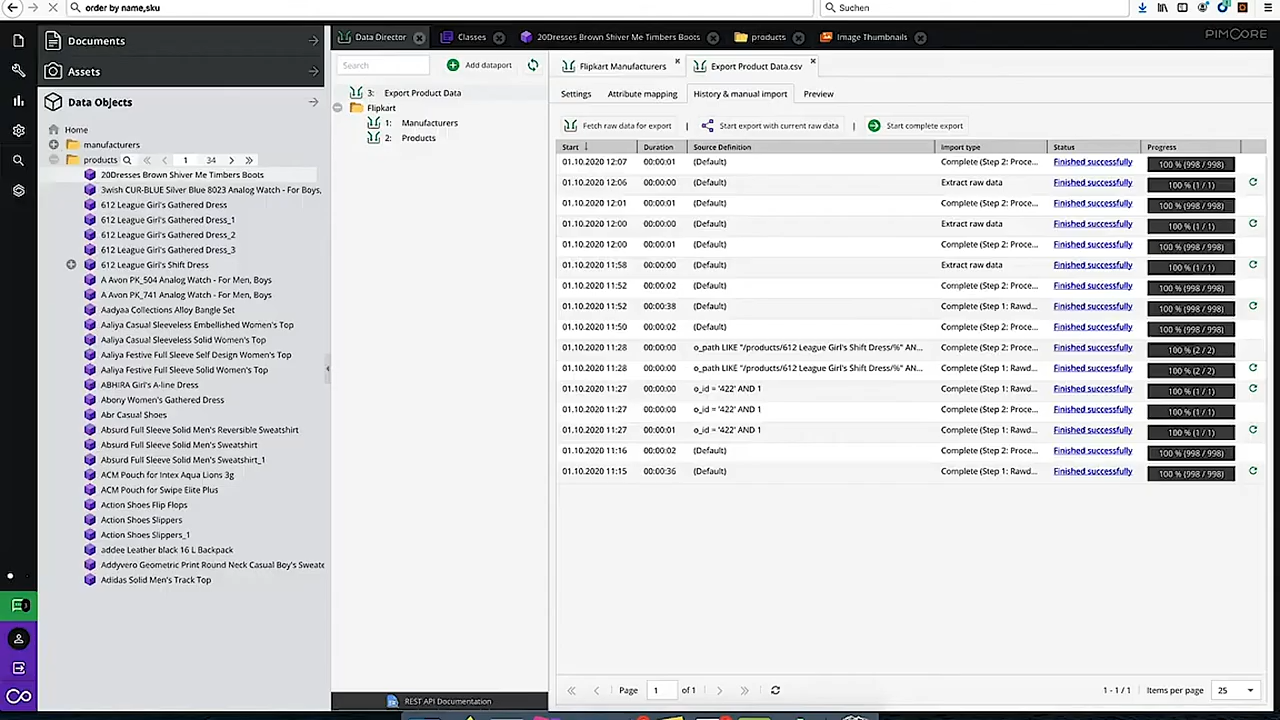 order by name,sku
Suchen
Documents
Assets
Data Objects
Home
manufacturers
products 1 34
20Dresses Brown Shiver Me Timbers Boots
3wish CUR-BLUE Silver Blue 8023 Analog Watch - For Boys,
612 League Girl's Gathered Dress
612 League Girl's Gathered Dress_1
612 League Girl's Gathered Dress_2
612 League Girl's Gathered Dress_3
612 League Girl's Shift Dress
A Avon PK_504 Analog Watch - For Men, Boys
A Avon PK_741 Analog Watch - For Men, Boys
Aadyaa Collections Alloy Bangle Set
Aaliya Casual Sleeveless Embellished Women's Top
Aaliya Casual Sleeveless Solid Women's Top
Aaliya Festive Full Sleeve Self Design Women's Top
Aaliya Festive Full Sleeve Solid Women's Top
ABHIRA Girl's A-line Dress
Abony Women's Gathered Dress
Abr Casual Shoes
Absurd Full Sleeve Solid Men's Reversible Sweatshirt
Absurd Full Sleeve Solid Men's Sweatshirt
Absurd Full Sleeve Solid Men's Sweatshirt_1
ACM Pouch for Intex Aqua Lions 3g
ACM Pouch for Swipe Elite Plus
Action Shoes Flip Flops
Action Shoes Slippers
Action Shoes Slippers_1
addee Leather black 16 L Backpack
Addyvero Geometric Print Round Neck Casual Boy's Sweate
Adidas Solid Men's Track Top
Data Director Classes 20Dresses Brown Shiver Me Timbers Boots products Image Thumbnails PIMCORE
Search Add dataport
3: Export Product Data
Flipkart
1: Manufacturers
2: Products
REST API Documentation
Flipkart Manufacturers Export Product Data.csv
Settings Attribute mapping History & manual import Preview
Fetch raw data for export | Start export with current raw data | Start complete export
Start Duration Source Definition Import type Status Progress
01.10.2020 12:07 00:00:01 (Default) Complete (Step 2: Proce... Finished successfully 100 % (998 / 998)
01.10.2020 12:06 00:00:00 (Default) Extract raw data Finished successfully 100 % (1 / 1)
01.10.2020 12:01 00:00:01 (Default) Complete (Step 2: Proce... Finished successfully 100 % (998 / 998)
01.10.2020 12:00 00:00:00 (Default) Extract raw data Finished successfully 100 % (1 / 1)
01.10.2020 12:00 00:00:01 (Default) Complete (Step 2: Proce... Finished successfully 100 % (998 / 998)
01.10.2020 11:58 00:00:00 (Default) Extract raw data Finished successfully 100 % (1 / 1)
01.10.2020 11:52 00:00:02 (Default) Complete (Step 2: Proce... Finished successfully 100 % (998 / 998)
01.10.2020 11:52 00:00:38 (Default) Complete (Step 1: Rawd... Finished successfully 100 % (998 / 998)
01.10.2020 11:50 00:00:02 (Default) Complete (Step 2: Proce... Finished successfully 100 % (998 / 998)
01.10.2020 11:28 00:00:00 o_path LIKE "/products/612 League Girl's Shift Dress/%" AN... Complete (Step 2: Proce... Finished successfully 100 % (2 / 2)
01.10.2020 11:28 00:00:00 o_path LIKE "/products/612 League Girl's Shift Dress/%" AN... Complete (Step 1: Rawd... Finished successfully 100 % (2 / 2)
01.10.2020 11:27 00:00:00 o_id = '422' AND 1 Complete (Step 1: Rawd... Finished successfully 100 % (1 / 1)
01.10.2020 11:27 00:00:00 o_id = '422' AND 1 Complete (Step 2: Proce... Finished successfully 100 % (1 / 1)
01.10.2020 11:27 00:00:01 o_id = '422' AND 1 Complete (Step 1: Rawd... Finished successfully 100 % (1 / 1)
01.10.2020 11:16 00:00:02 (Default) Complete (Step 2: Proce... Finished successfully 100 % (998 / 998)
01.10.2020 11:15 00:00:36 (Default) Complete (Step 1: Rawd... Finished successfully 100 % (998 / 998)
Page 1 of 1 1 - 1 / 1 Items per page 25